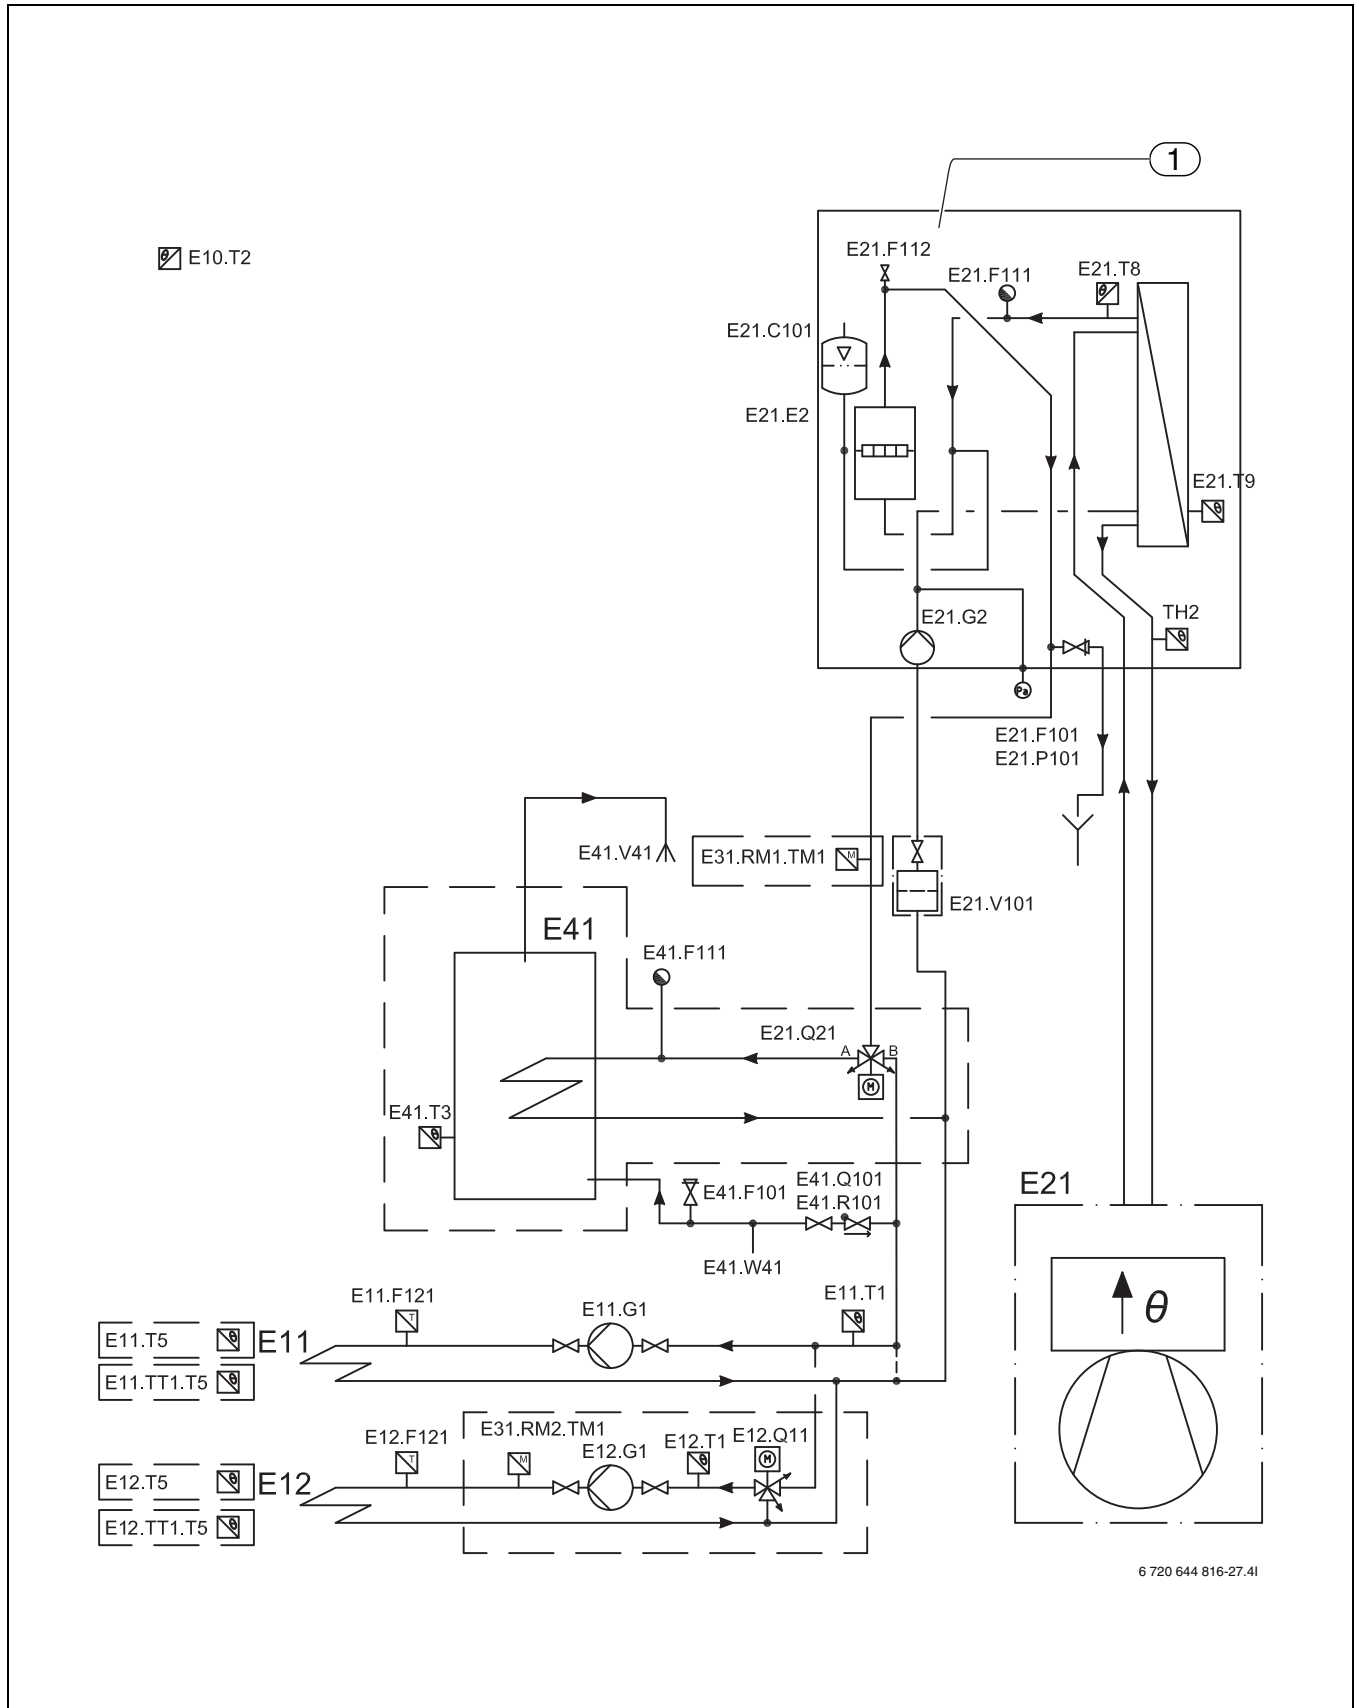 1
E10.T2
E21.F112
E21.F111
E21.T8
E21.C101
E21.E2
E21.T9
E21.G2
TH2
Pa
E21.F101
E21.P101
E41.V41
E31.RM1.TM1
M
E21.V101
E41
E41.F111
E21.Q21
A
B
M
E41.T3
E21
E41.F101
E41.Q101
E41.R101
E41.W41
θ
E11.F121
E11.G1
E11.T1
T
E11.T5
E11
E11.TT1.T5
E31.RM2.TM1
E12.F121
E12.G1
E12.T1
E12.Q11
T
M
M
E12.T5
E12
E12.TT1.T5
6 720 644 816-27.4I